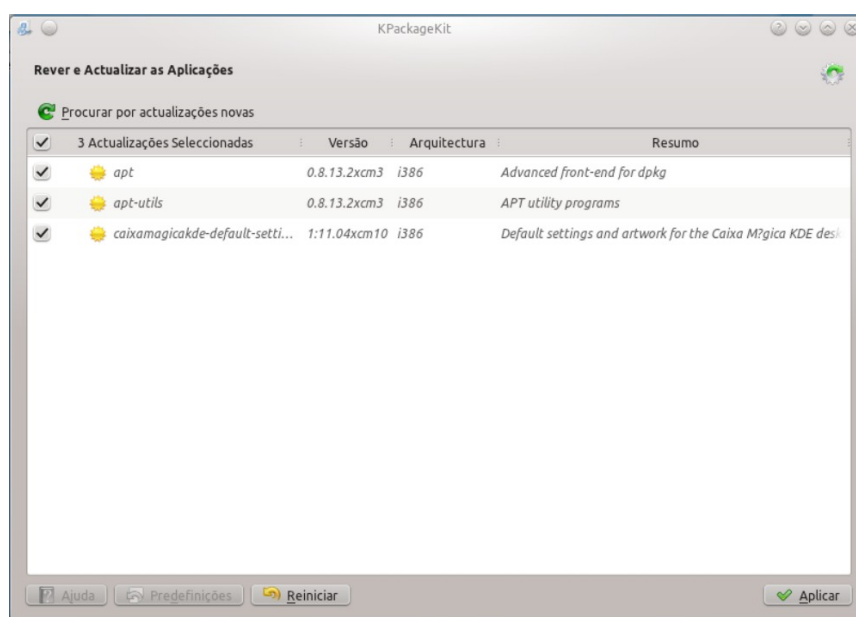 KPackageKit
Rever e Actualizar as Aplicações
Procurar por actualizações novas
3 Actualizações Seleccionadas Versão Arquitectura Resumo
apt 0.8.13.2xcm3 i386 Advanced front-end for dpkg
apt-utils 0.8.13.2xcm3 i386 APT utility programs
caixamagicakde-default-setti... 1:11.04xcm10 i386 Default settings and artwork for the Caixa M?gica KDE desk
Ajuda Predefinições Reiniciar Aplicar